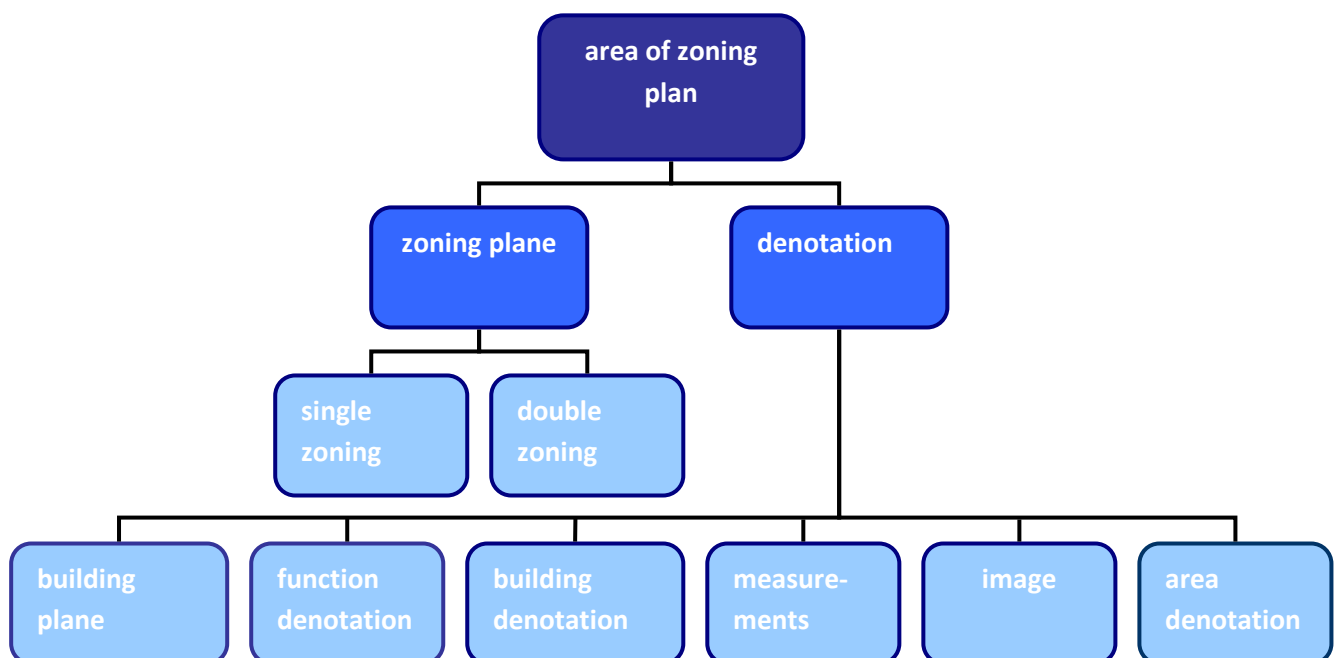 area of zoning
plan
zoning plane
denotation
single
zoning
double
zoning
building
plane
function
denotation
building
denotation
measure-
ments
image
area
denotation